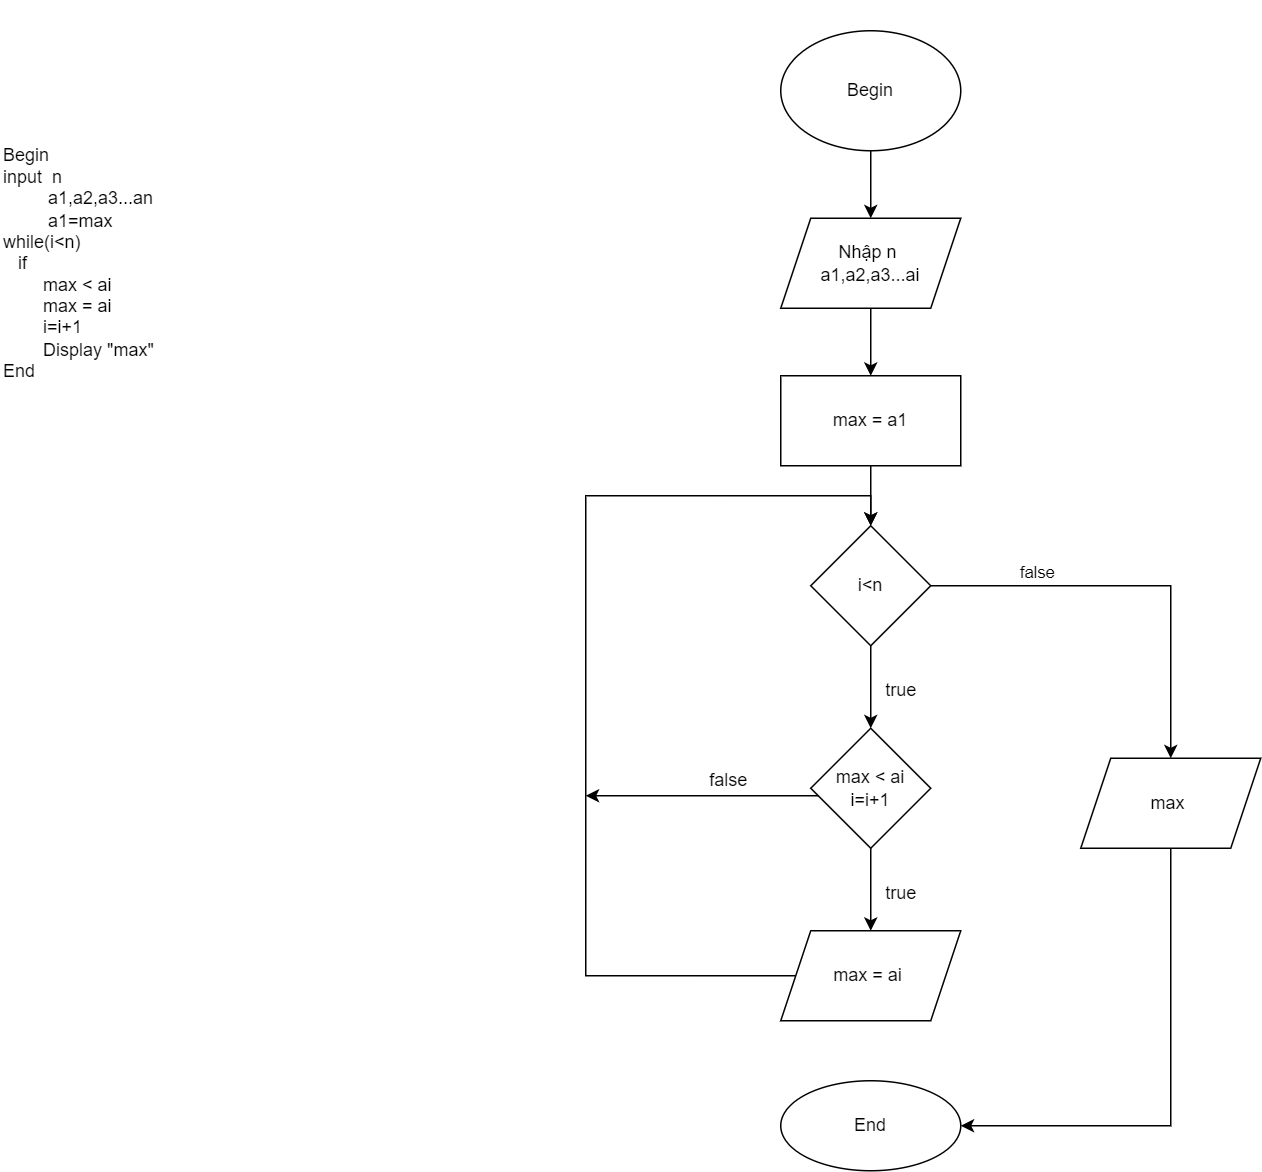 Begin
input  n
a1,a2,a3...an
a1=max
while(i<n)
if
max < ai
max = ai
i=i+1
Display "max"
End
Begin
Nhập n
a1,a2,a3...ai
max = a1
i<n
false
true
max < ai
i=i+1
false
max
true
max = ai
End